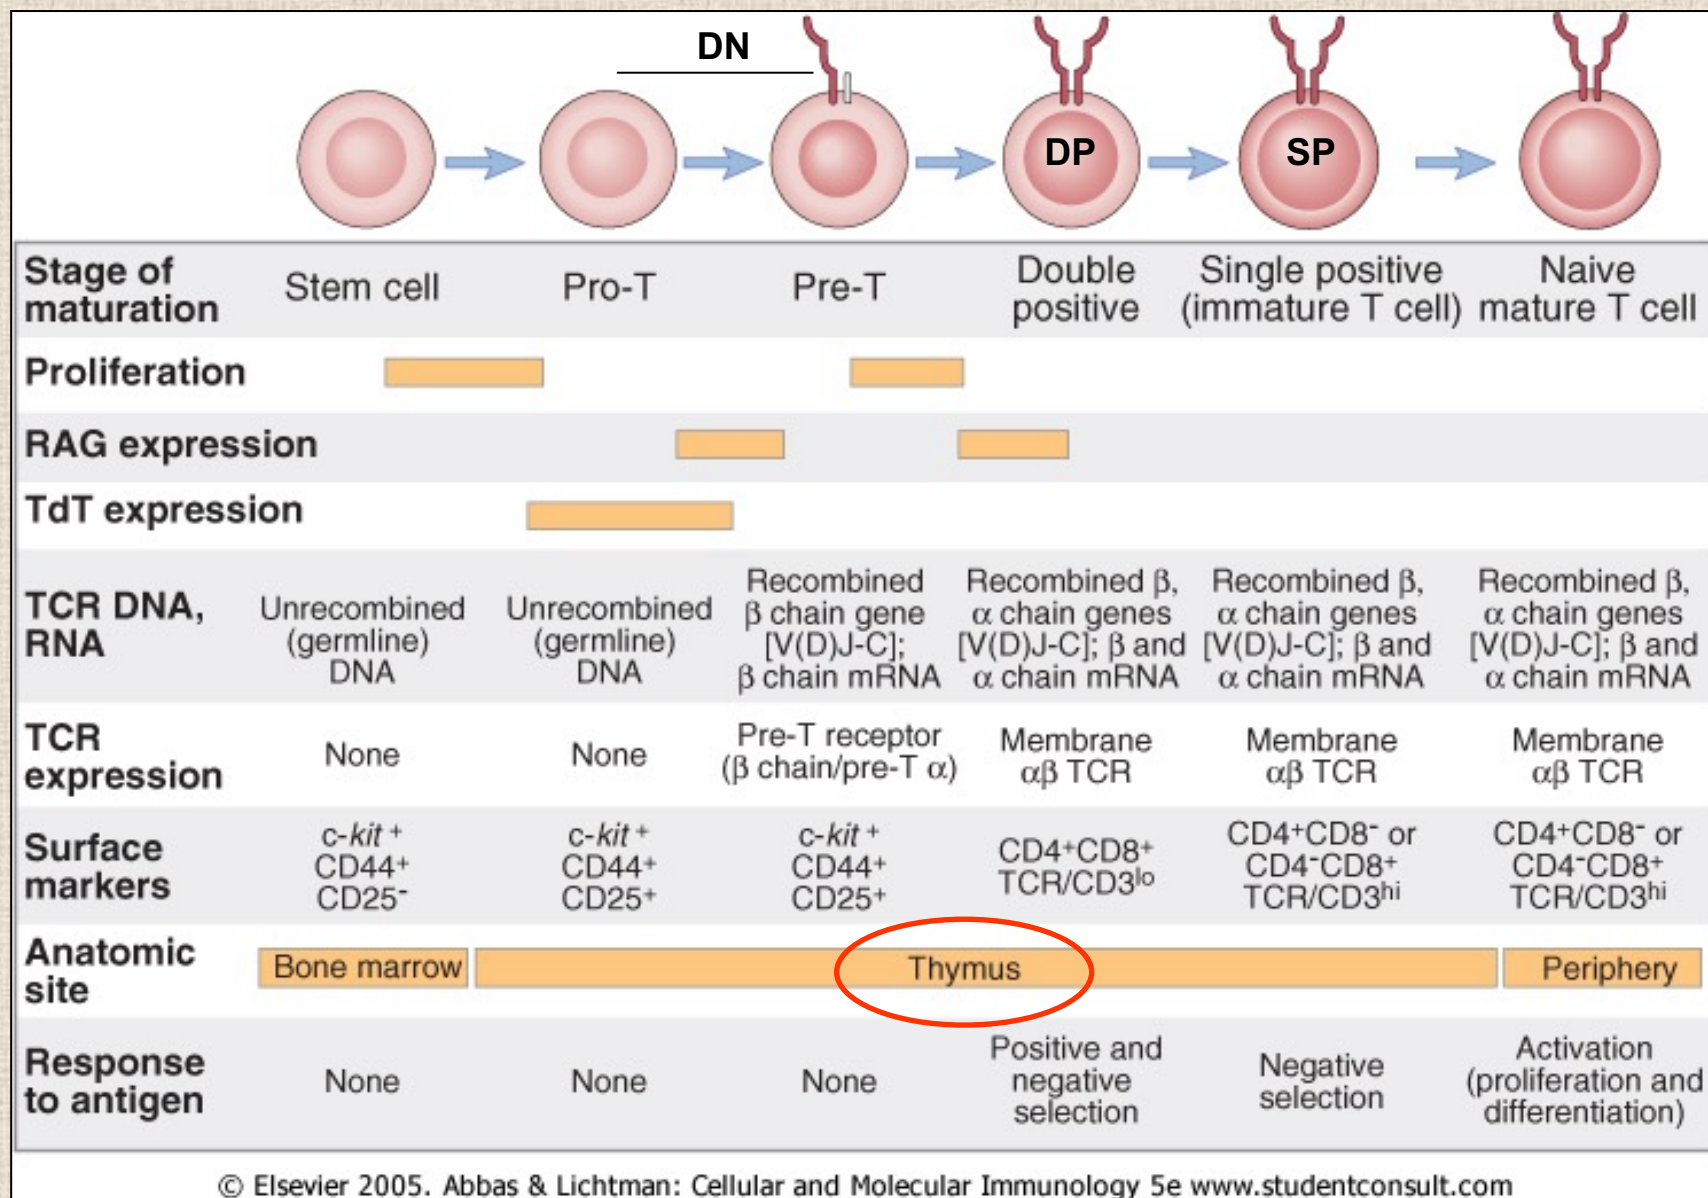 DN
DP
SP
Stage of maturation
Stem cell
Pro-T
Pre-T
Double positive
Single positive (immature T cell)
Naive mature T cell
Proliferation
RAG expression
TdT expression
TCR DNA, RNA
Unrecombined (germline) DNA
Unrecombined (germline) DNA
Recombined β chain gene [V(D)J-C]; β chain mRNA
Recombined β, α chain genes [V(D)J-C]; β and α chain mRNA
Recombined β, α chain genes [V(D)J-C]; β and α chain mRNA
Recombined β, α chain genes [V(D)J-C]; β and α chain mRNA
TCR expression
None
None
Pre-T receptor (β chain/pre-T α)
Membrane αβ TCR
Membrane αβ TCR
Membrane αβ TCR
Surface markers
c-kit + CD44+ CD25-
c-kit + CD44+ CD25+
c-kit + CD44+ CD25+
CD4+CD8+ TCR/CD3lo
CD4+CD8- or CD4-CD8+ TCR/CD3hi
CD4+CD8- or CD4-CD8+ TCR/CD3hi
Anatomic site
Bone marrow
Thymus
Periphery
Response to antigen
None
None
None
Positive and negative selection
Negative selection
Activation (proliferation and differentiation)
© Elsevier 2005. Abbas & Lichtman: Cellular and Molecular Immunology 5e www.studentconsult.com